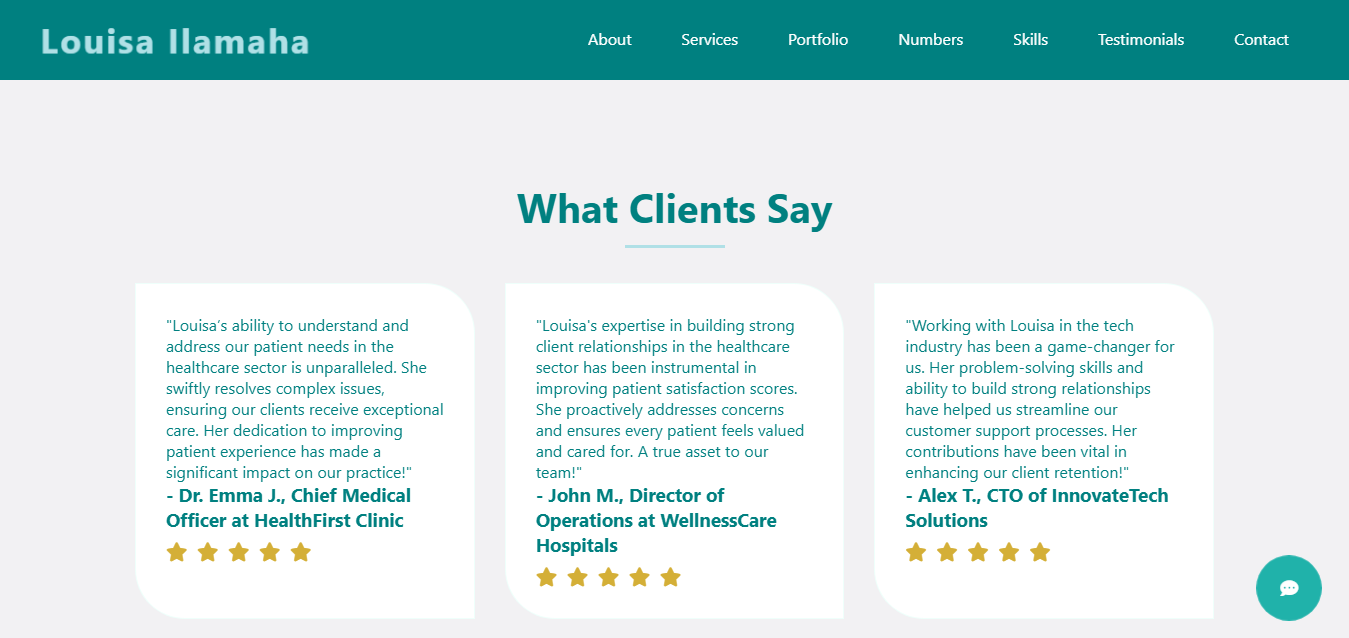 Louisa Ilamaha
About Services Portfolio Numbers Skills Testimonials Contact
What Clients Say
"Louisa’s ability to understand and
address our patient needs in the
healthcare sector is unparalleled. She
swiftly resolves complex issues,
ensuring our clients receive exceptional
care. Her dedication to improving
patient experience has made a
significant impact on our practice!"
- Dr. Emma J., Chief Medical
Officer at HealthFirst Clinic
"Louisa's expertise in building strong
client relationships in the healthcare
sector has been instrumental in
improving patient satisfaction scores.
She proactively addresses concerns
and ensures every patient feels valued
and cared for. A true asset to our
team!"
- John M., Director of
Operations at WellnessCare
Hospitals
"Working with Louisa in the tech
industry has been a game-changer for
us. Her problem-solving skills and
ability to build strong relationships
have helped us streamline our
customer support processes. Her
contributions have been vital in
enhancing our client retention!"
- Alex T., CTO of InnovateTech
Solutions